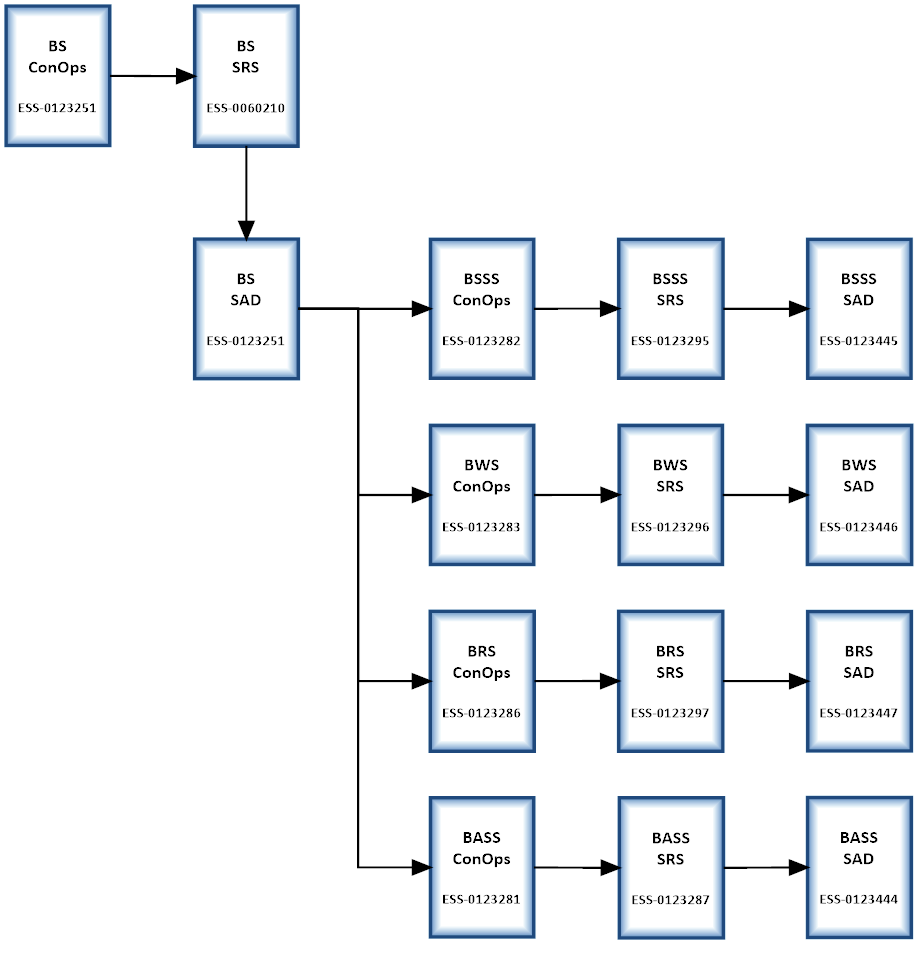 BS
ConOps
ESS-0123251
BS
SRS
ESS-0060210
BS
SAD
ESS-0123251
BSSS
ConOps
ESS-0123282
BSSS
SRS
ESS-0123295
BSSS
SAD
ESS-0123445
BWS
ConOps
ESS-0123283
BWS
SRS
ESS-0123296
BWS
SAD
ESS-0123446
BRS
ConOps
ESS-0123286
BRS
SRS
ESS-0123297
BRS
SAD
ESS-0123447
BASS
ConOps
ESS-0123281
BASS
SRS
ESS-0123287
BASS
SAD
ESS-0123444